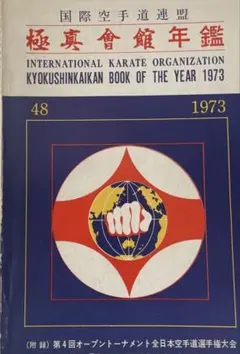 国際空手道連盟
極真會館年鑑
INTERNATIONAL KARATE ORGANIZATION
KYOKUSHINKAIKAN BOOK OF THE YEAR 1973
48 1973
(附録)第4回オープントーナメント全日本空手道選手権大会